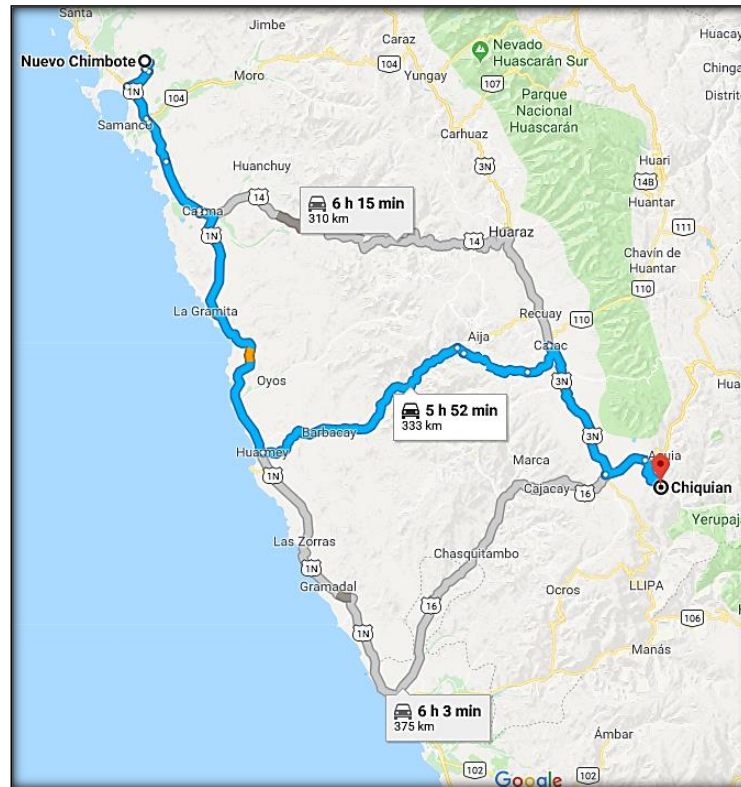 Santa
Jimbe
Huacay
Nuevo Chimbote
Caraz
Nevado
Huascarán Sur
Moro
104
Yungay
Chinga
1N
104
107
Parque
Nacional
Huascarán
Distrito
Samanco
Carhuaz
3N
Huari
Huanchuy
14B
Huantar
14
6 h 15 min
310 km
111
Casma
1N
14
Huaraz
Chavín de
Huantar
La Gramita
Recuay
110
110
Aija
Catac
3N
Oyos
5 h 52 min
333 km
Barbacay
3N
Huarmey
1N
Marca
Aquia
Cajacay
16
Chiquian
Yerupaja
Las Zorras
1N
Chasquitambo
Gramadal
16
Ocros
LLIPA
106
1N
Manás
6 h 3 min
375 km
Ámbar
102
102
Google